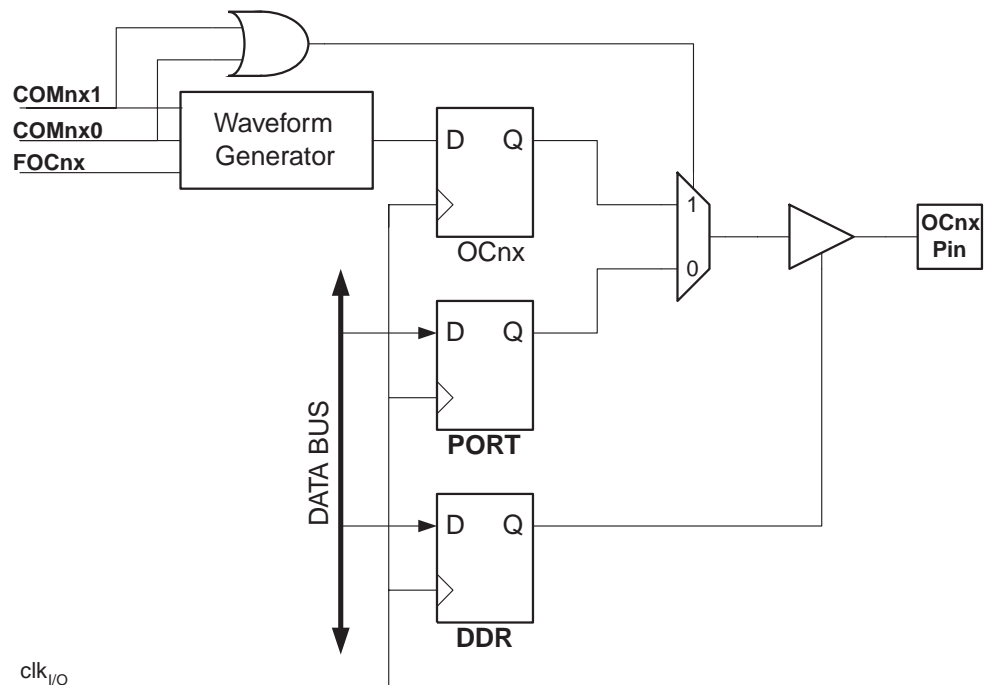 COMnx1
COMnx0
FOCnx
Waveform
Generator
D Q
OCnx
1
0
OCnx
Pin
D Q
PORT
D Q
DDR
DATA BUS
clkI/O